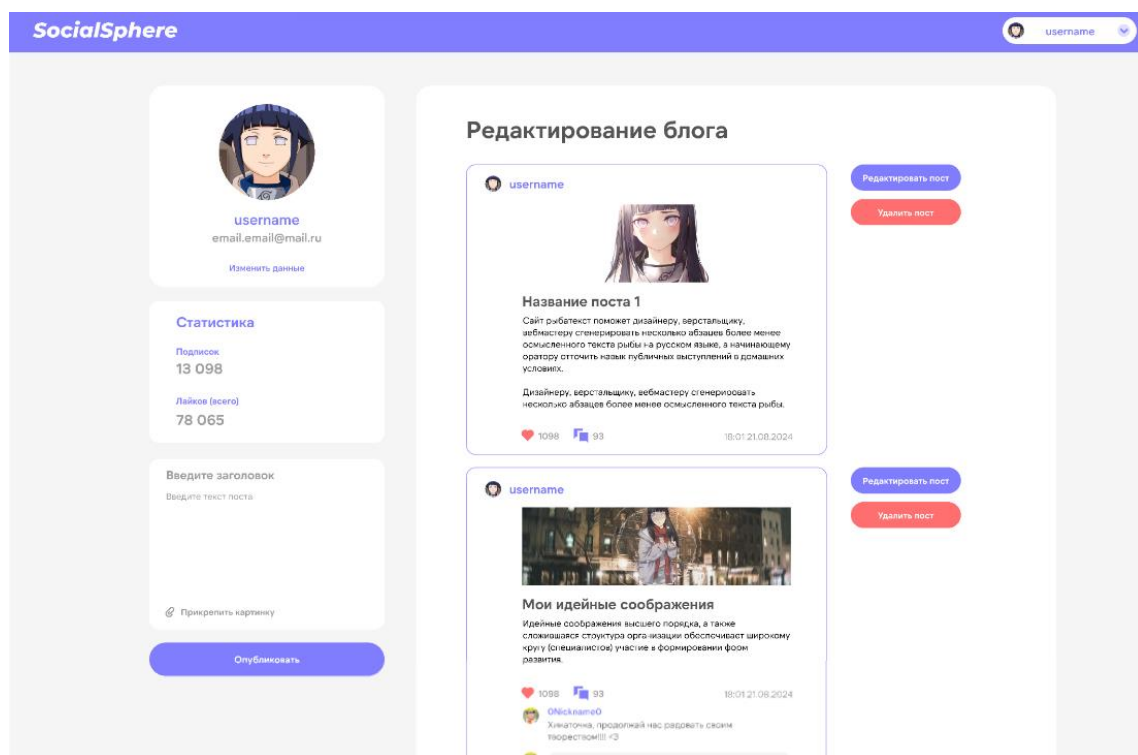 SocialSphere
username
username
email.email@mail.ru
Изменить данные
Статистика
Подписок
13 098
Лайков (всего)
78 065
Введите заголовок
Введите текст поста
Прикрепить картинку
Опубликовать
Редактирование блога
username
Название поста 1
Сайт рыбатекст поможет дизайнеру, верстальщику,
вебмастеру сгенерировать несколько абзацев более менее
осмысленного текста рыбы на русском языке, а начинающему
оратору отточить навык публичных выступлений в домашних
условиях.
Дизайнеру, верстальщику, вебмастеру сгенерировать
несколько абзацев более менее осмысленного текста рыбы.
1098 93 18:01 21.08.2024
Редактировать пост
Удалить пост
username
Мои идейные соображения
Идейные соображения высшего порядка, а также
сложившаяся структура организации обеспечивает широкому
кругу (специалистов) участие в формировании форм
развития.
1098 93 18:01 21.08.2024
0Nickname0
Хинаточка, продолжай нас радовать своим
твореством!!! <3
Редактировать пост
Удалить пост